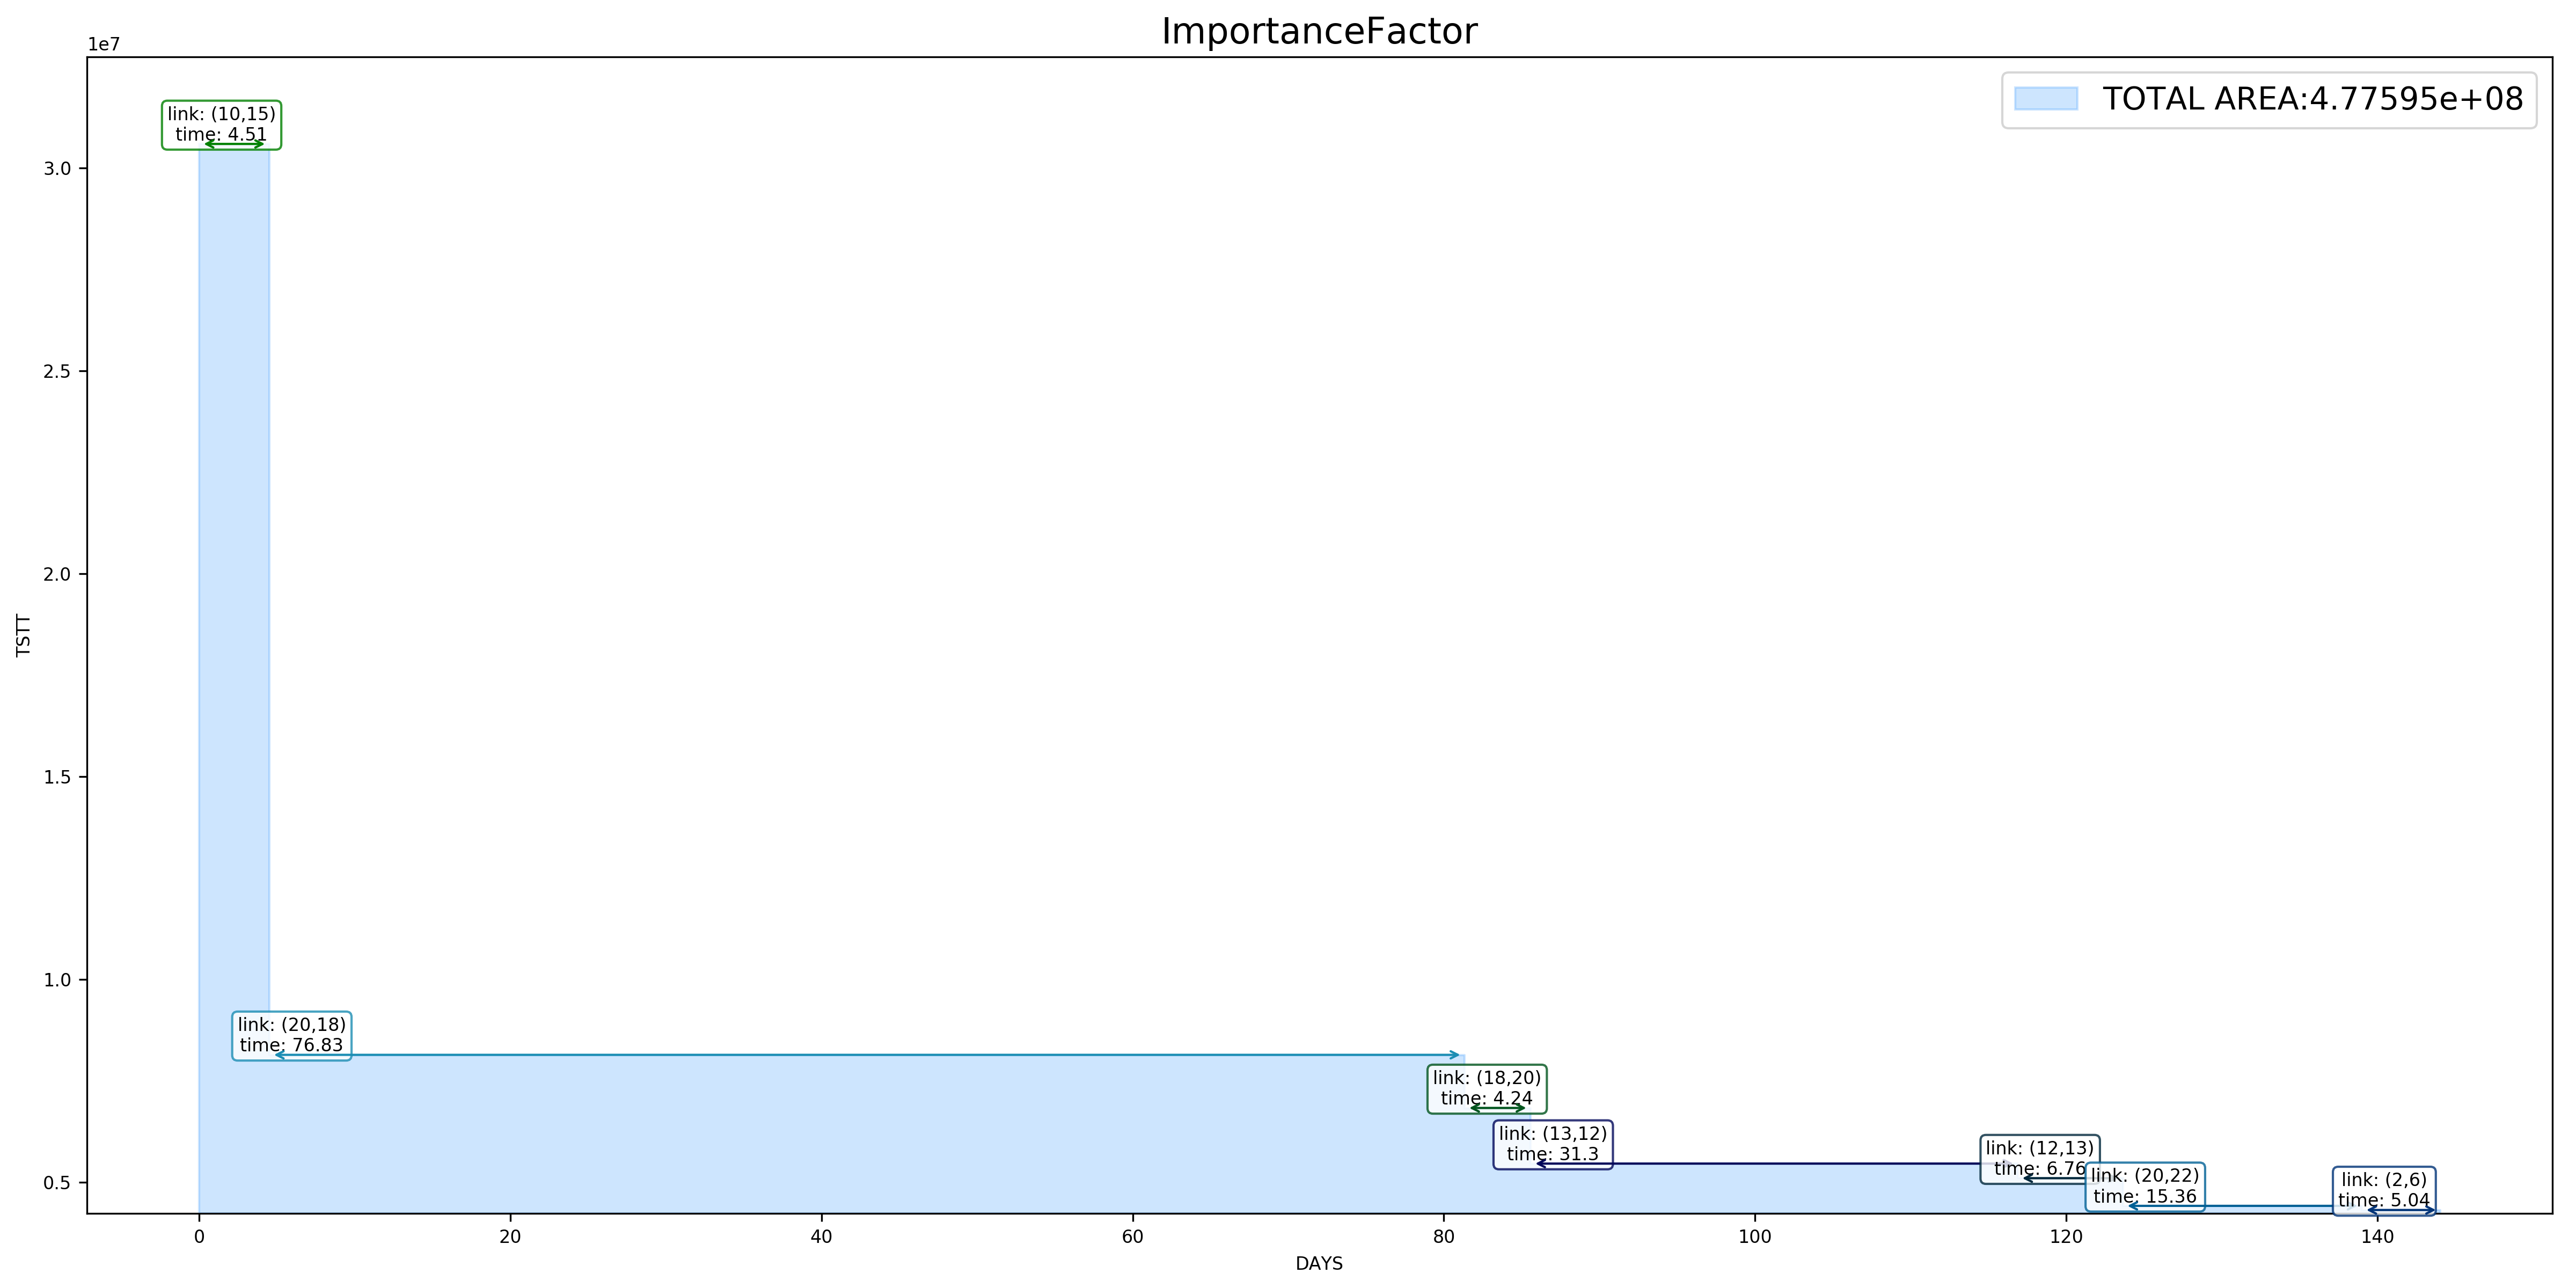 ImportanceFactor
1e7
TOTAL AREA:4.77595e+08
link: (10,15)
time: 4.51
3.0
2.5
2.0
1.5
1.0
0.5
TSTT
link: (20,18)
time: 76.83
link: (18,20)
time: 4.24
link: (13,12)
time: 31.3
link: (12,13)
time: 6.76
link: (20,22)
time: 15.36
link: (2,6)
time: 5.04
0 20 40 60 80 100 120 140
DAYS